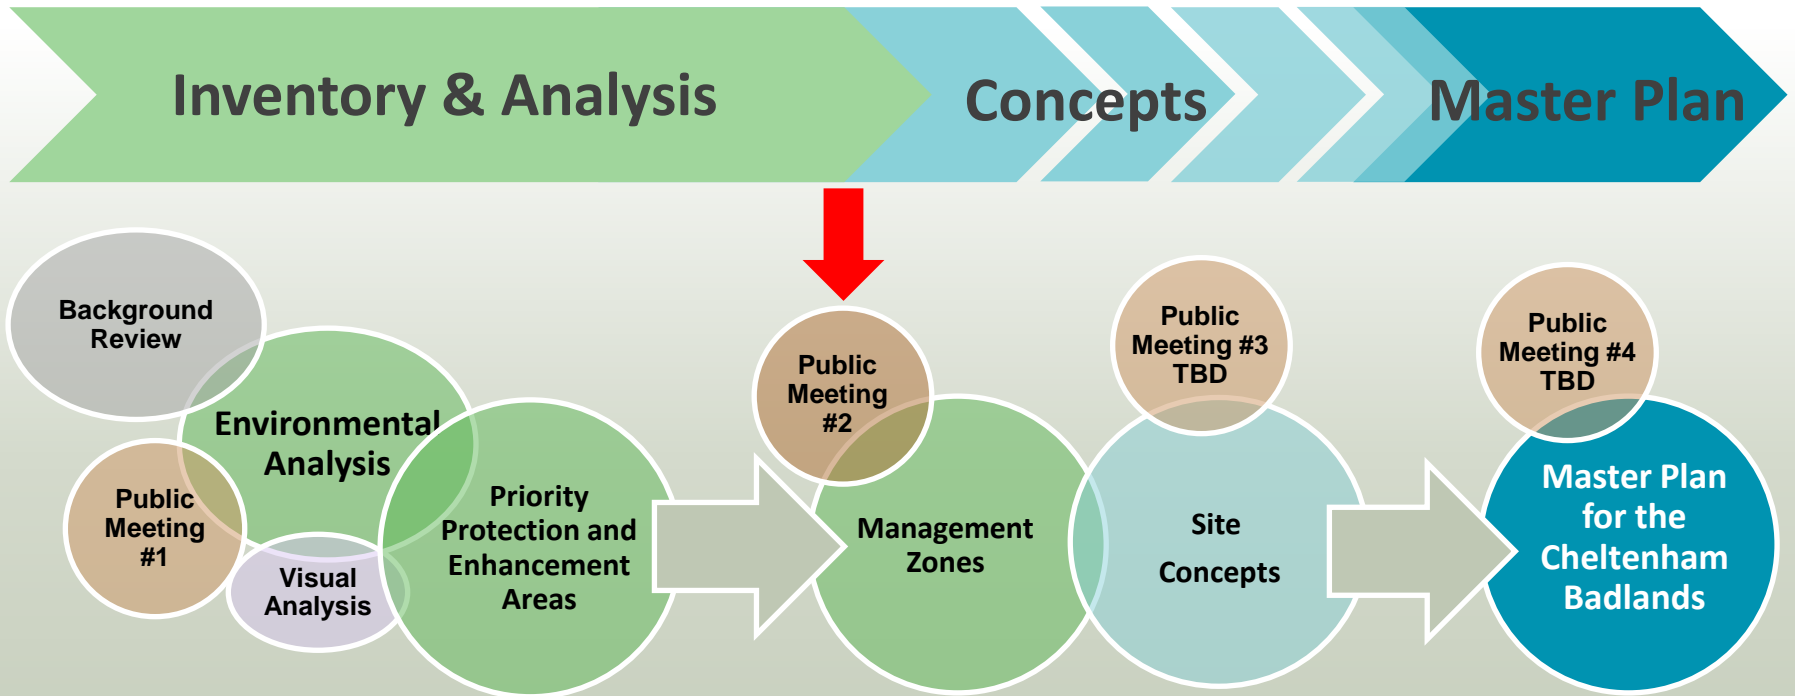 Inventory & Analysis
Concepts
Master Plan
Background
Review
Environmental
Analysis
Public
Meeting
#1
Visual
Analysis
Priority
Protection and
Enhancement
Areas
Public
Meeting
#2
Management
Zones
Public
Meeting #3
TBD
Site
Concepts
Public
Meeting #4
TBD
Master Plan
for the
Cheltenham
Badlands